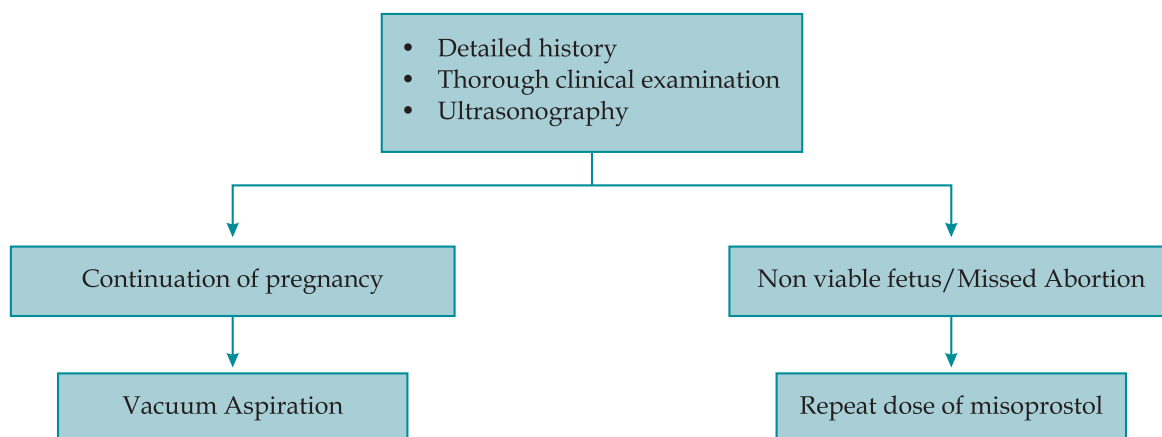 • Detailed history
• Thorough clinical examination
• Ultrasonography
Continuation of pregnancy
Non viable fetus/Missed Abortion
Vacuum Aspiration
Repeat dose of misoprostol